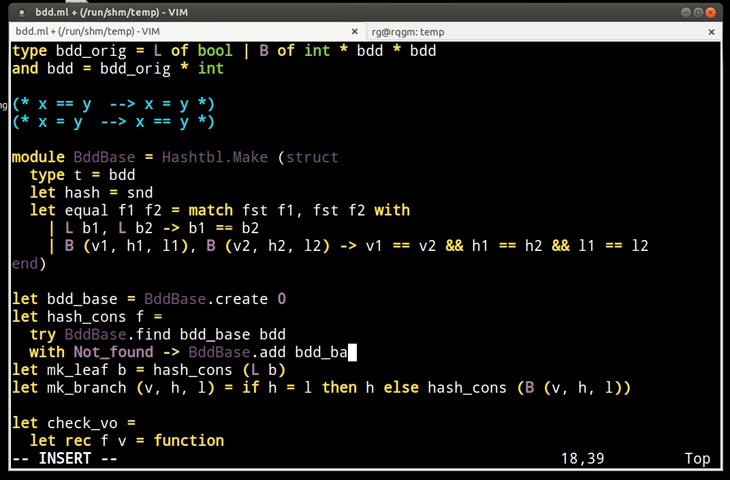 bdd.ml + (/run/shm/temp) - VIM
bdd.ml + (/run/shm/temp) - VIM
rg@rqgm: temp
type bdd_orig = L of bool | B of int * bdd * bdd
and bdd = bdd_orig * int
(* x == y  --> x = y *)
(* x = y  --> x == y *)
module BddBase = Hashtbl.Make (struct
  type t = bdd
  let hash = snd
  let equal f1 f2 = match fst f1, fst f2 with
    | L b1, L b2 -> b1 == b2
    | B (v1, h1, l1), B (v2, h2, l2) -> v1 == v2 && h1 == h2 && l1 == l2
end)
let bdd_base = BddBase.create 0
let hash_cons f =
  try BddBase.find bdd_base bdd
  with Not_found -> BddBase.add bdd_ba
let mk_leaf b = hash_cons (L b)
let mk_branch (v, h, l) = if h = l then h else hash_cons (B (v, h, l))
let check_vo =
  let rec f v = function
-- INSERT --
18,39
Top